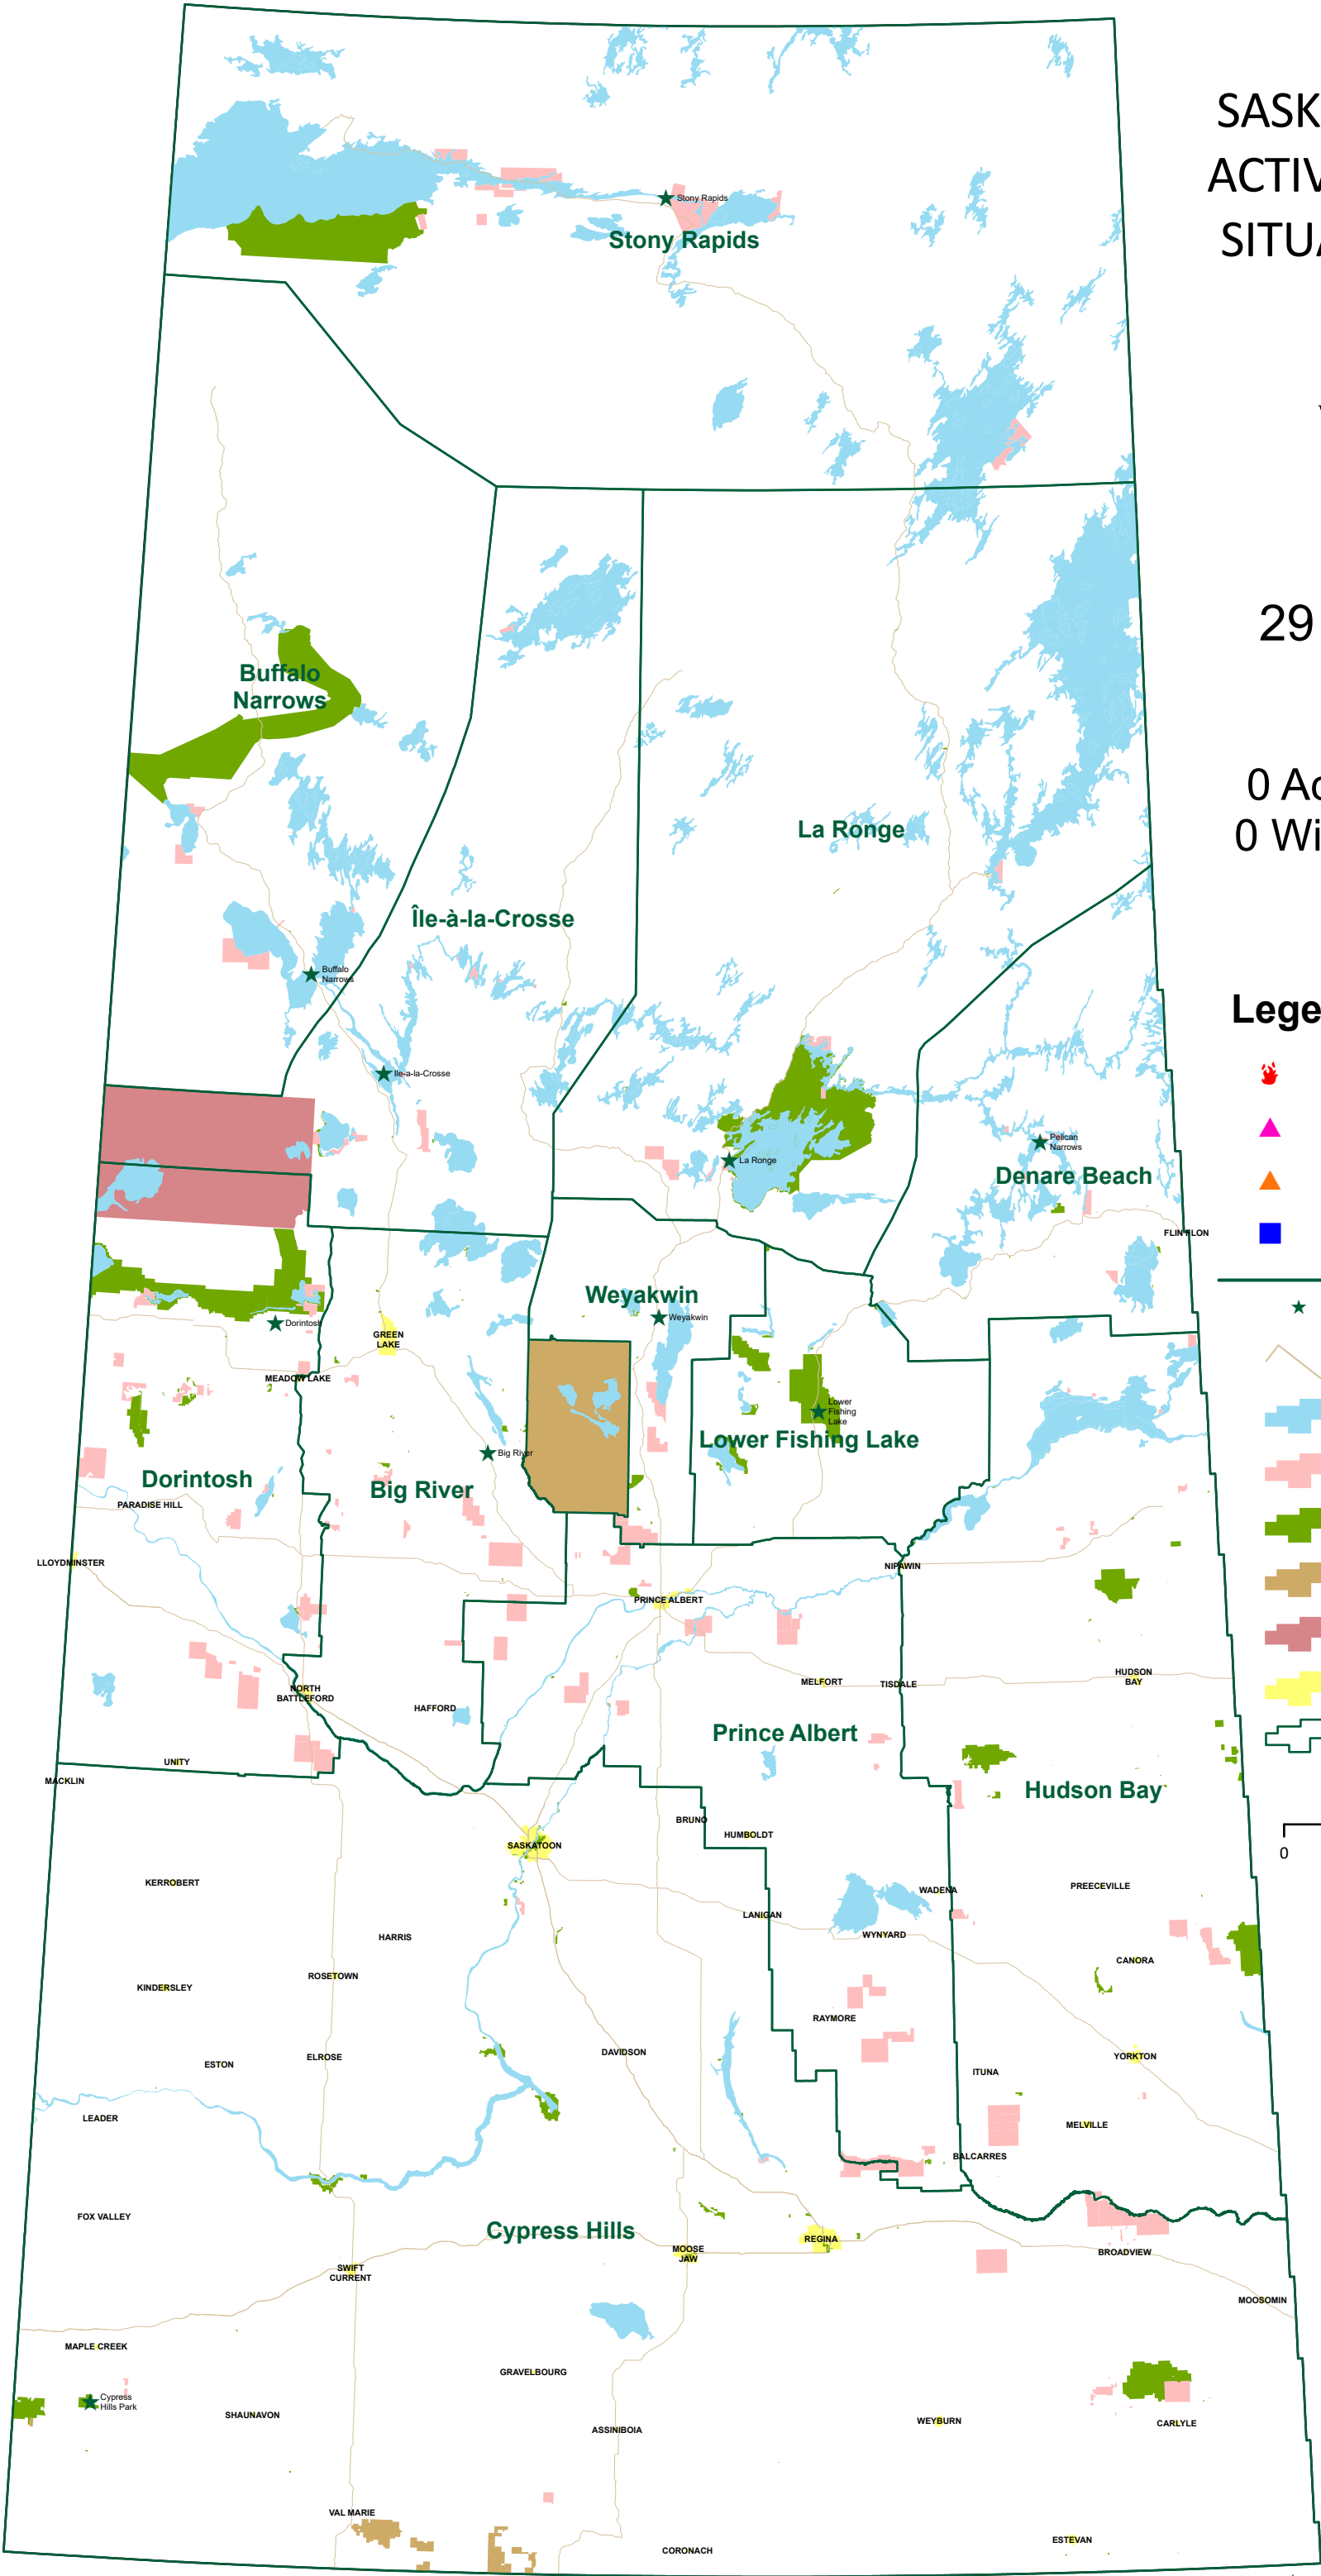 SASK
ACTIV
SITUA
29
0 Ac
0 Wi
Lege
0
Stony Rapids
Stony Rapids
Buffalo
Narrows
La Ronge
Île-à-la-Crosse
Buffalo
Narrows
Ile-a-la-Crosse
Pelican
Narrows
La Ronge
Denare Beach
FLIN FLON
Weyakwin
Weyakwin
Dorintosh
GREEN
LAKE
MEADOW LAKE
Lower
Fishing
Lake
Lower Fishing Lake
Big River
Dorintosh
Big River
PARADISE HILL
LLOYDMINSTER
NIPAWIN
PRINCE ALBERT
HUDSON
BAY
MELFORT
TISDALE
NORTH
BATTLEFORD
HAFFORD
Prince Albert
UNITY
MACKLIN
Hudson Bay
BRUNO
HUMBOLDT
SASKATOON
KERROBERT
PREECEVILLE
WADENA
LANIGAN
WYNYARD
HARRIS
CANORA
ROSETOWN
KINDERSLEY
RAYMORE
DAVIDSON
YORKTON
ELROSE
ESTON
ITUNA
LEADER
MELVILLE
BALCARRES
FOX VALLEY
Cypress Hills
REGINA
MOOSE
JAW
BROADVIEW
SWIFT
CURRENT
MOOSOMIN
MAPLE CREEK
GRAVELBOURG
Cypress
Hills Park
SHAUNAVON
WEYBURN
CARLYLE
ASSINIBOIA
VAL MARIE
ESTEVAN
CORONACH